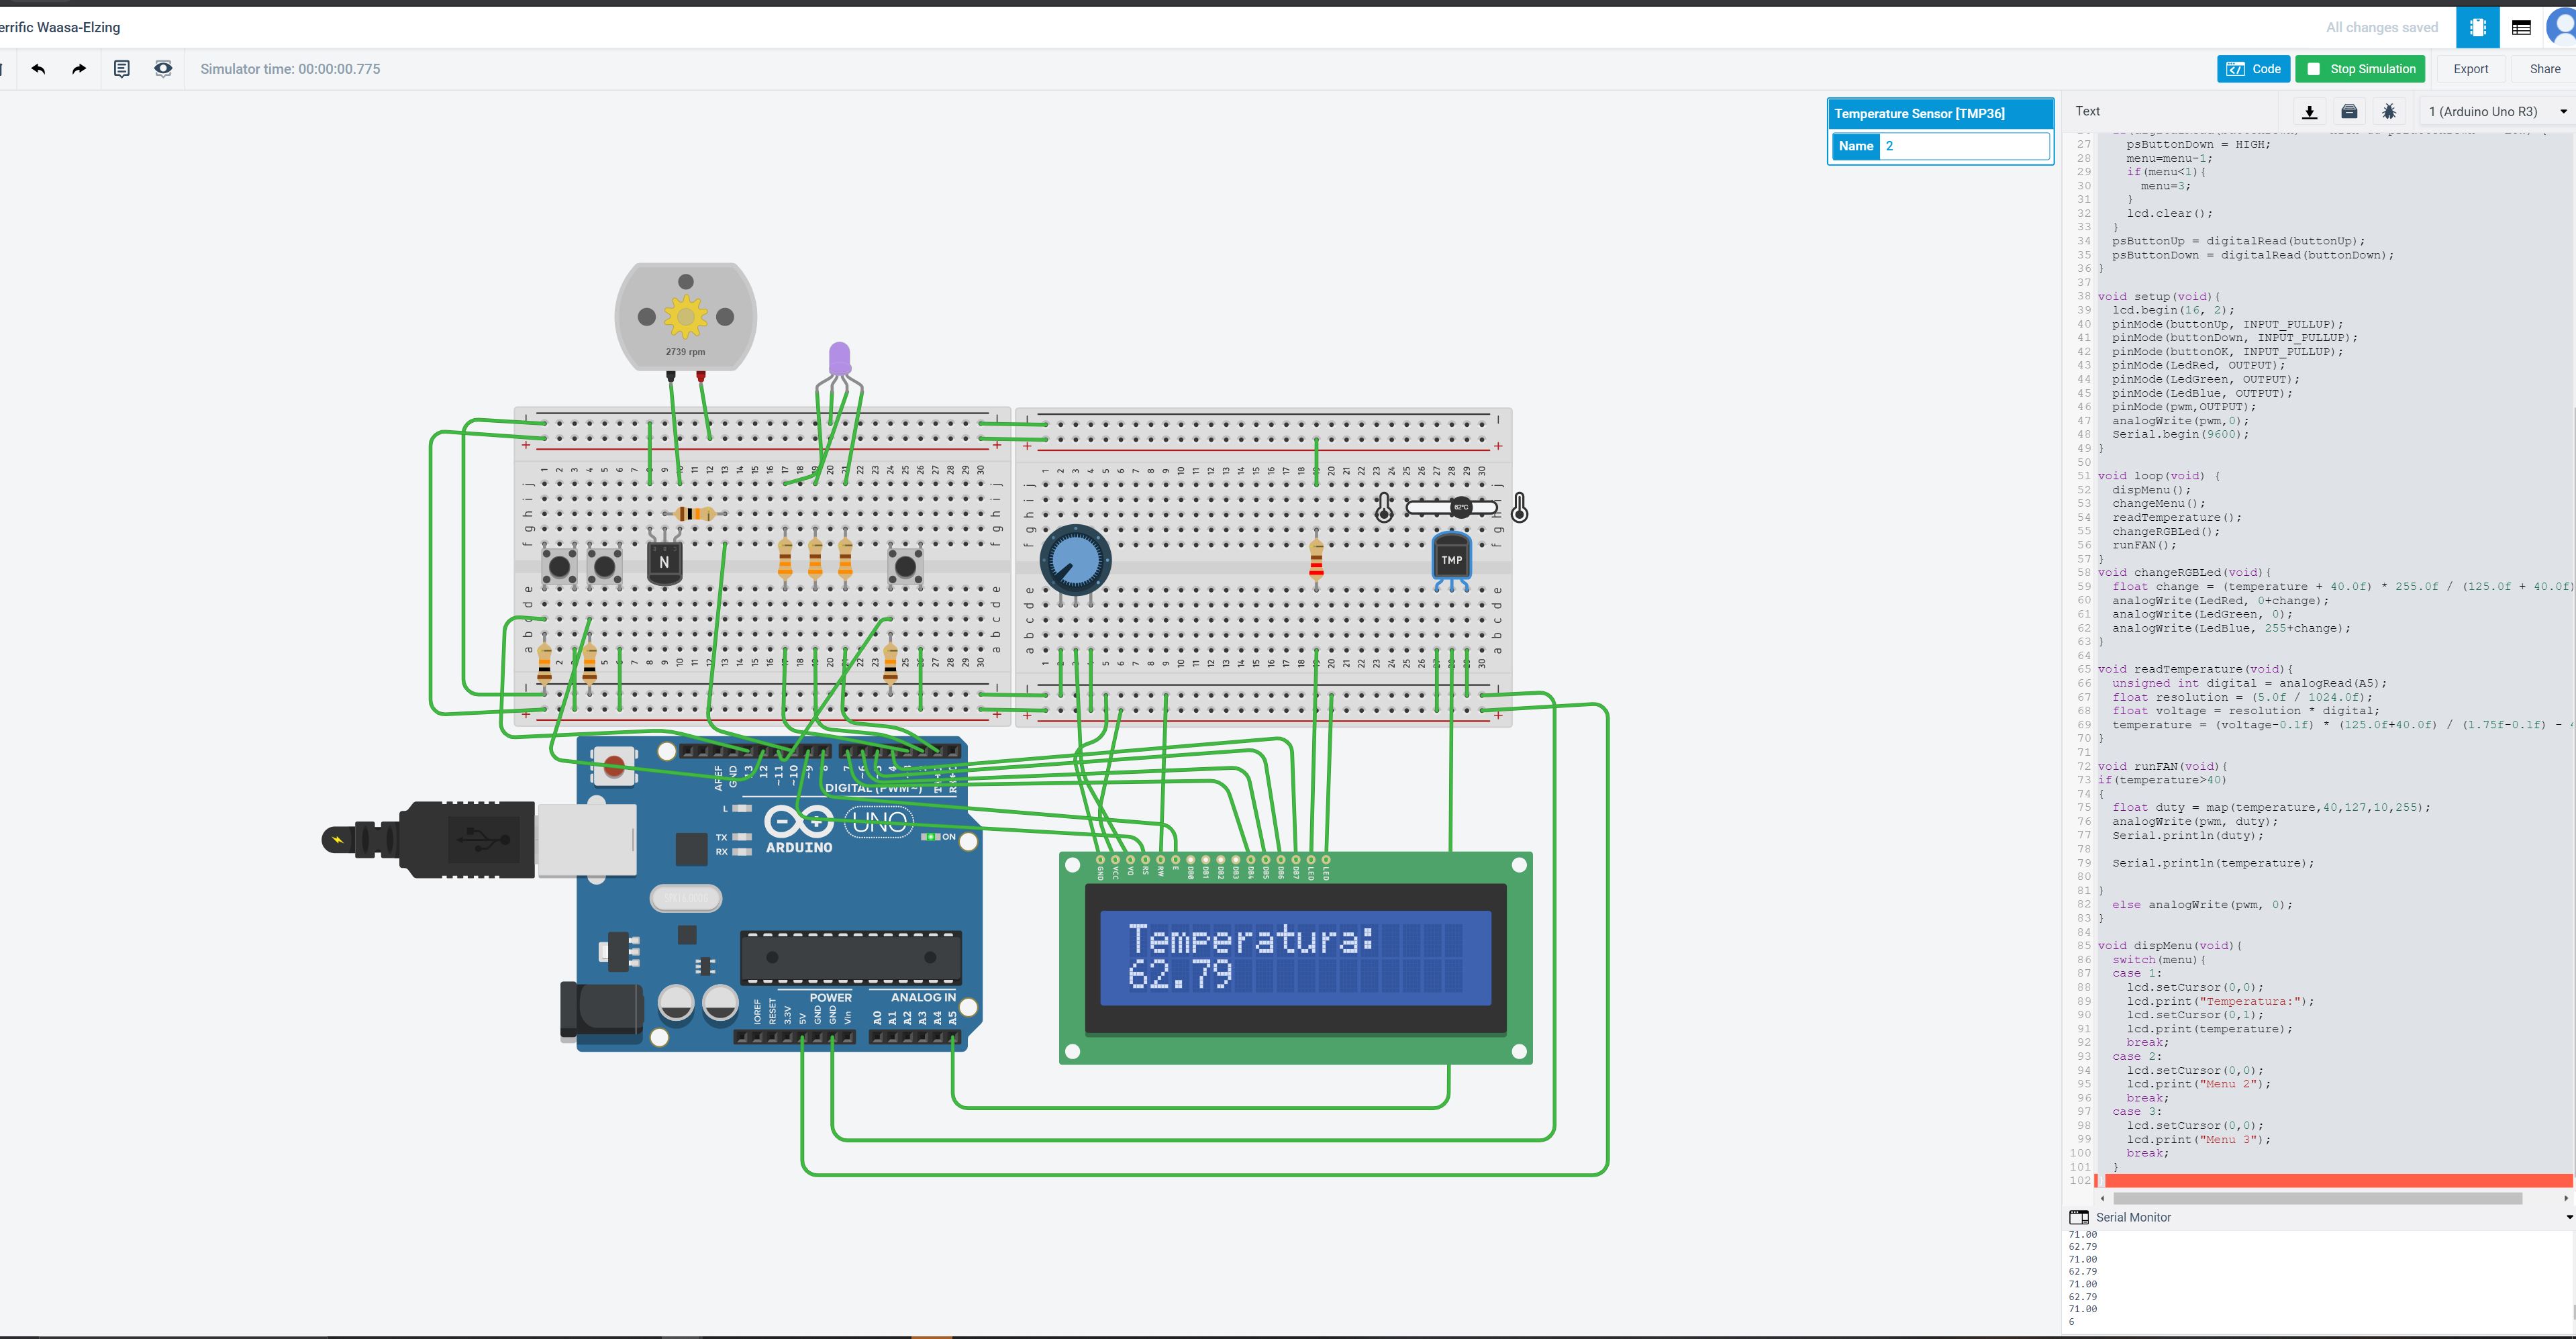 errific Waasa-Elzing
All changes saved
Simulator time: 00:00:00.775
Code
Stop Simulation
Export
Share
Temperature Sensor [TMP36]
Name 2
Text
1 (Arduino Uno R3)
27 psButtonDown = HIGH;
28 menu=menu-1;
29 if(menu<1){
30 menu=3;
31 }
32 lcd.clear();
33 }
34 psButtonUp = digitalRead(buttonUp);
35 psButtonDown = digitalRead(buttonDown);
36 }
37
38 void setup(void){
39 lcd.begin(16, 2);
40 pinMode(buttonUp, INPUT_PULLUP);
41 pinMode(buttonDown, INPUT_PULLUP);
42 pinMode(buttonOK, INPUT_PULLUP);
43 pinMode(LedRed, OUTPUT);
44 pinMode(LedGreen, OUTPUT);
45 pinMode(LedBlue, OUTPUT);
46 pinMode(pwm,OUTPUT);
47 analogWrite(pwm,0);
48 Serial.begin(9600);
49 }
50
51 void loop(void) {
52 dispMenu();
53 changeMenu();
54 readTemperature();
55 changeRGBLed();
56 runFAN();
57 }
58 void changeRGBLed(void){
59 float change = (temperature + 40.0f) * 255.0f / (125.0f + 40.0f)
60 analogWrite(LedRed, 0+change);
61 analogWrite(LedGreen, 0);
62 analogWrite(LedBlue, 255+change);
63 }
64
65 void readTemperature(void){
66 unsigned int digital = analogRead(A5);
67 float resolution = (5.0f / 1024.0f);
68 float voltage = resolution * digital;
69 temperature = (voltage-0.1f) * (125.0f+40.0f) / (1.75f-0.1f) -
70 }
71
72 void runFAN(void){
73 if(temperature>40)
74 {
75 float duty = map(temperature,40,127,10,255);
76 analogWrite(pwm, duty);
77 Serial.println(duty);
78
79 Serial.println(temperature);
80
81 }
82 else analogWrite(pwm, 0);
83 }
84
85 void dispMenu(void){
86 switch(menu){
87 case 1:
88 lcd.setCursor(0,0);
89 lcd.print("Temperatura:");
90 lcd.setCursor(0,1);
91 lcd.print(temperature);
92 break;
93 case 2:
94 lcd.setCursor(0,0);
95 lcd.print("Menu 2");
96 break;
97 case 3:
98 lcd.setCursor(0,0);
99 lcd.print("Menu 3");
100 break;
101 }
102
Serial Monitor
71.00
62.79
71.00
62.79
71.00
62.79
71.00
6
2739 rpm
N
TMP
AREF
GND
13
12
~11
~10
~9
8
7
~6
DIGITAL (PWM~)
L
TX
RX
ARDUINO
UNO
ON
POWER
ANALOG IN
IOREF
RESET
3.3V
5V
GND
GND
Vin
A0
A1
A2
A3
A4
A5
GND
VCC
V0
RS
RW
E
DB0
DB1
DB2
DB3
DB4
DB5
DB6
DB7
LED
LED
Temperatura:
62.79